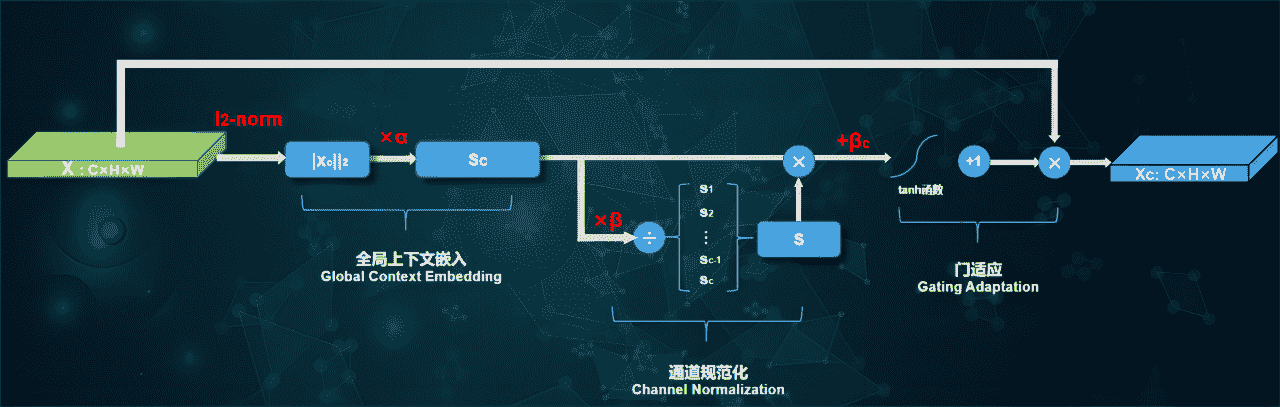 l2-norm
×α
X : C×H×W
|Xc||2
Sc
×
+βc
tanh函数
+1
×
Xc: C×H×W
×β
÷
S1
S2
⋮
Sc-1
Sc
S
全局上下文嵌入
Global Context Embedding
门适应
Gating Adaptation
通道规范化
Channel Normalization